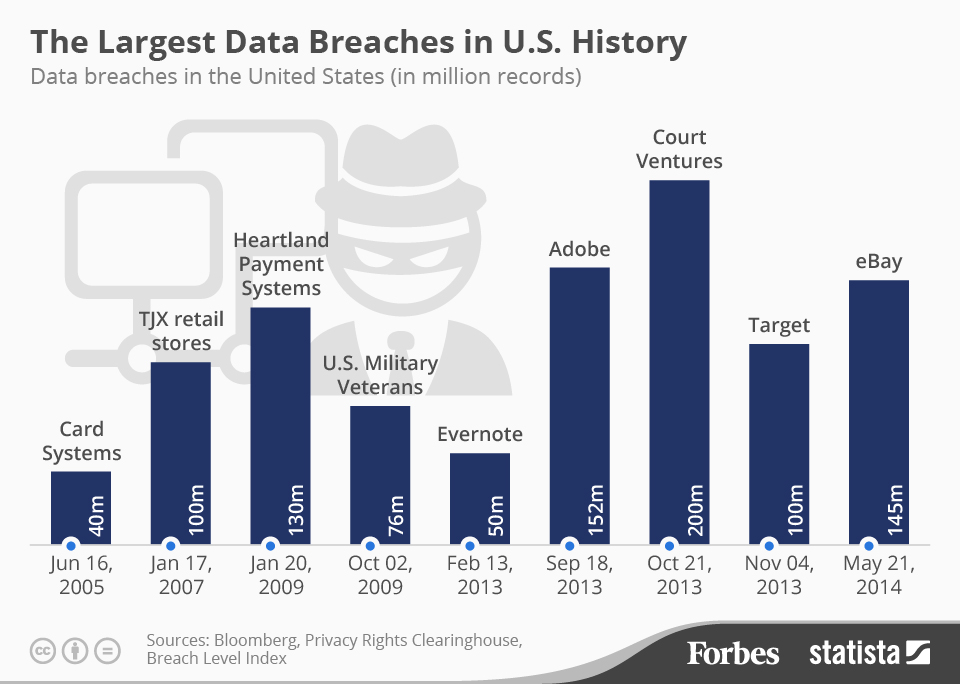 The Largest Data Breaches in U.S. History
Data breaches in the United States (in million records)
Card
Systems
40m
Jun 16,
2005
TJX retail
stores
100m
Jan 17,
2007
Heartland
Payment
Systems
130m
Jan 20,
2009
U.S. Military
Veterans
76m
Oct 02,
2009
Evernote
50m
Feb 13,
2013
Adobe
152m
Sep 18,
2013
Court
Ventures
200m
Oct 21,
2013
Target
100m
Nov 04,
2013
eBay
145m
May 21,
2014
cc
Sources: Bloomberg, Privacy Rights Clearinghouse,
Breach Level Index
Forbes
statista